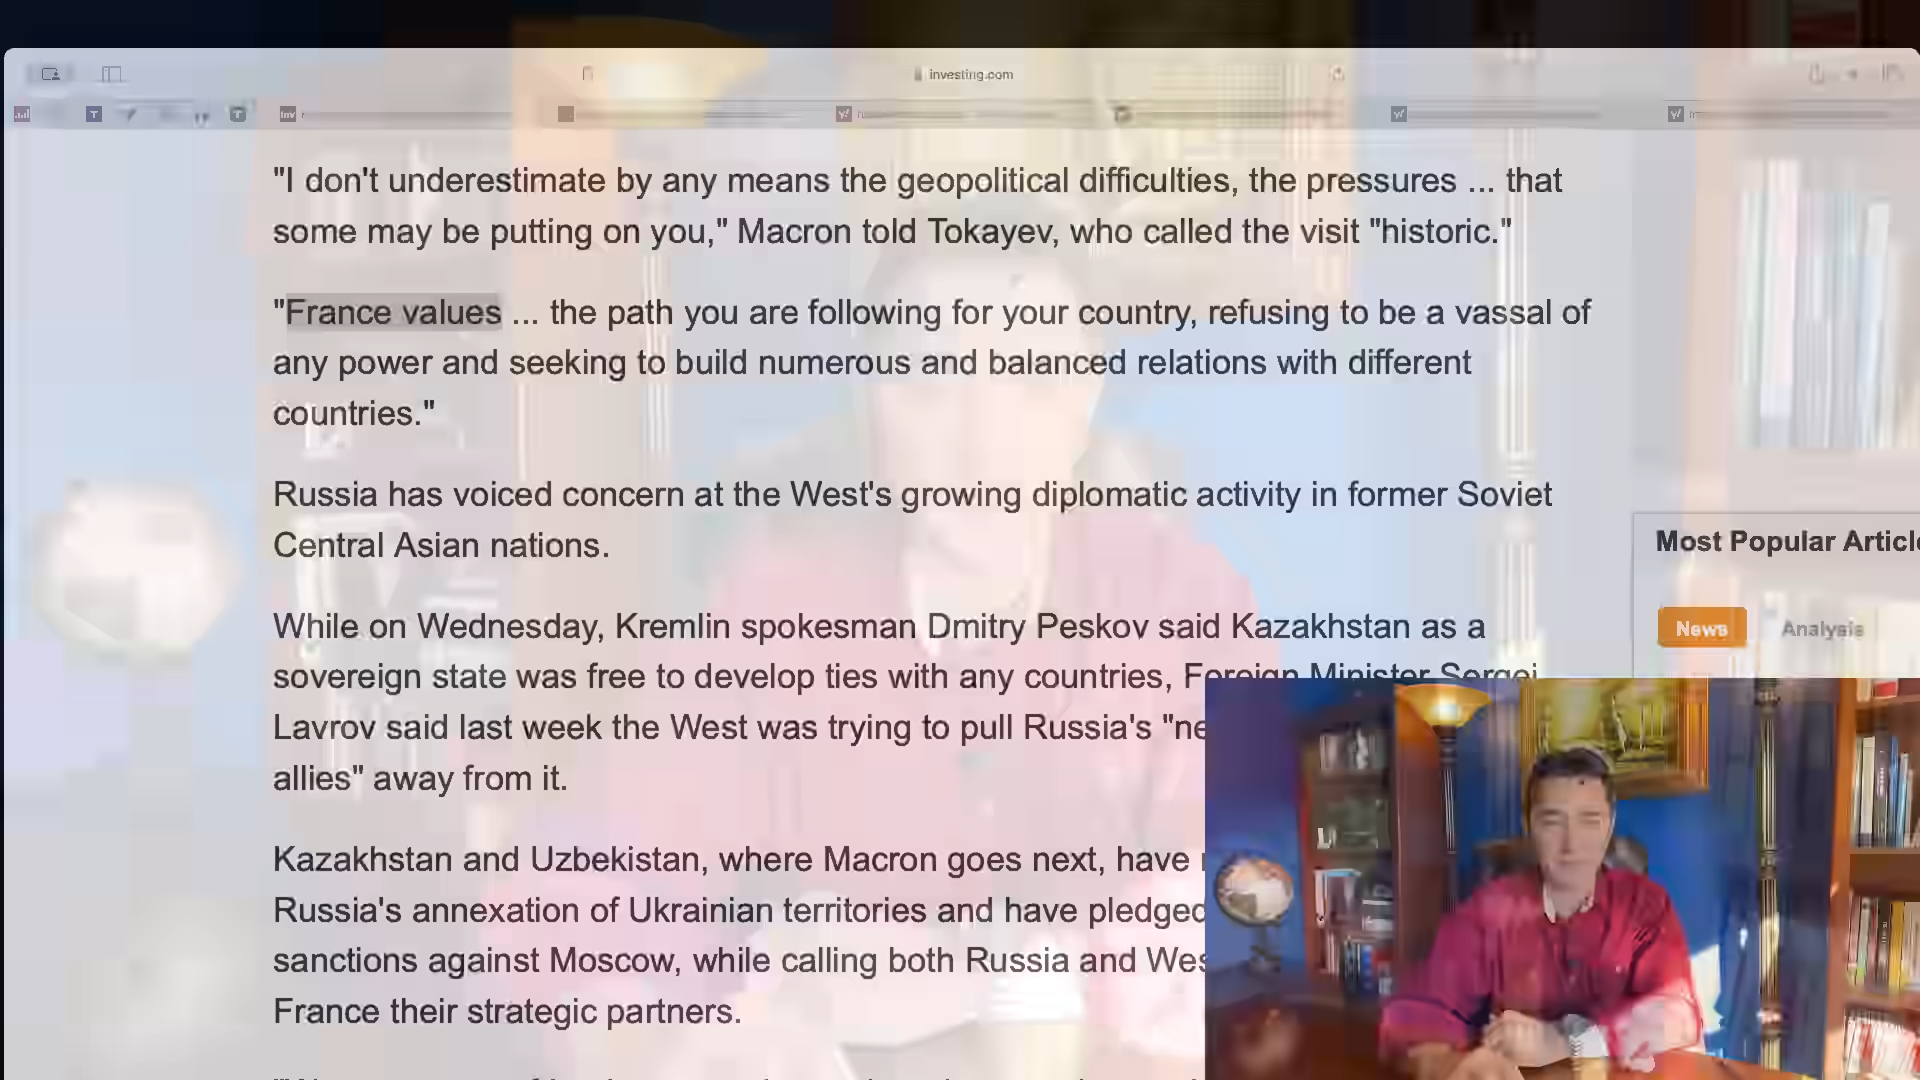 investing.com
"I don't underestimate by any means the geopolitical difficulties, the pressures ... that
some may be putting on you," Macron told Tokayev, who called the visit "historic."
"France values ... the path you are following for your country, refusing to be a vassal of
any power and seeking to build numerous and balanced relations with different
countries."
Russia has voiced concern at the West's growing diplomatic activity in former Soviet
Central Asian nations.
While on Wednesday, Kremlin spokesman Dmitry Peskov said Kazakhstan as a
sovereign state was free to develop ties with any countries, Foreign Minister Sergei
Lavrov said last week the West was trying to pull Russia's "ne
allies" away from it.
Kazakhstan and Uzbekistan, where Macron goes next, have
Russia's annexation of Ukrainian territories and have pledged
sanctions against Moscow, while calling both Russia and Wes
France their strategic partners.
Most Popular Article
News Analysis